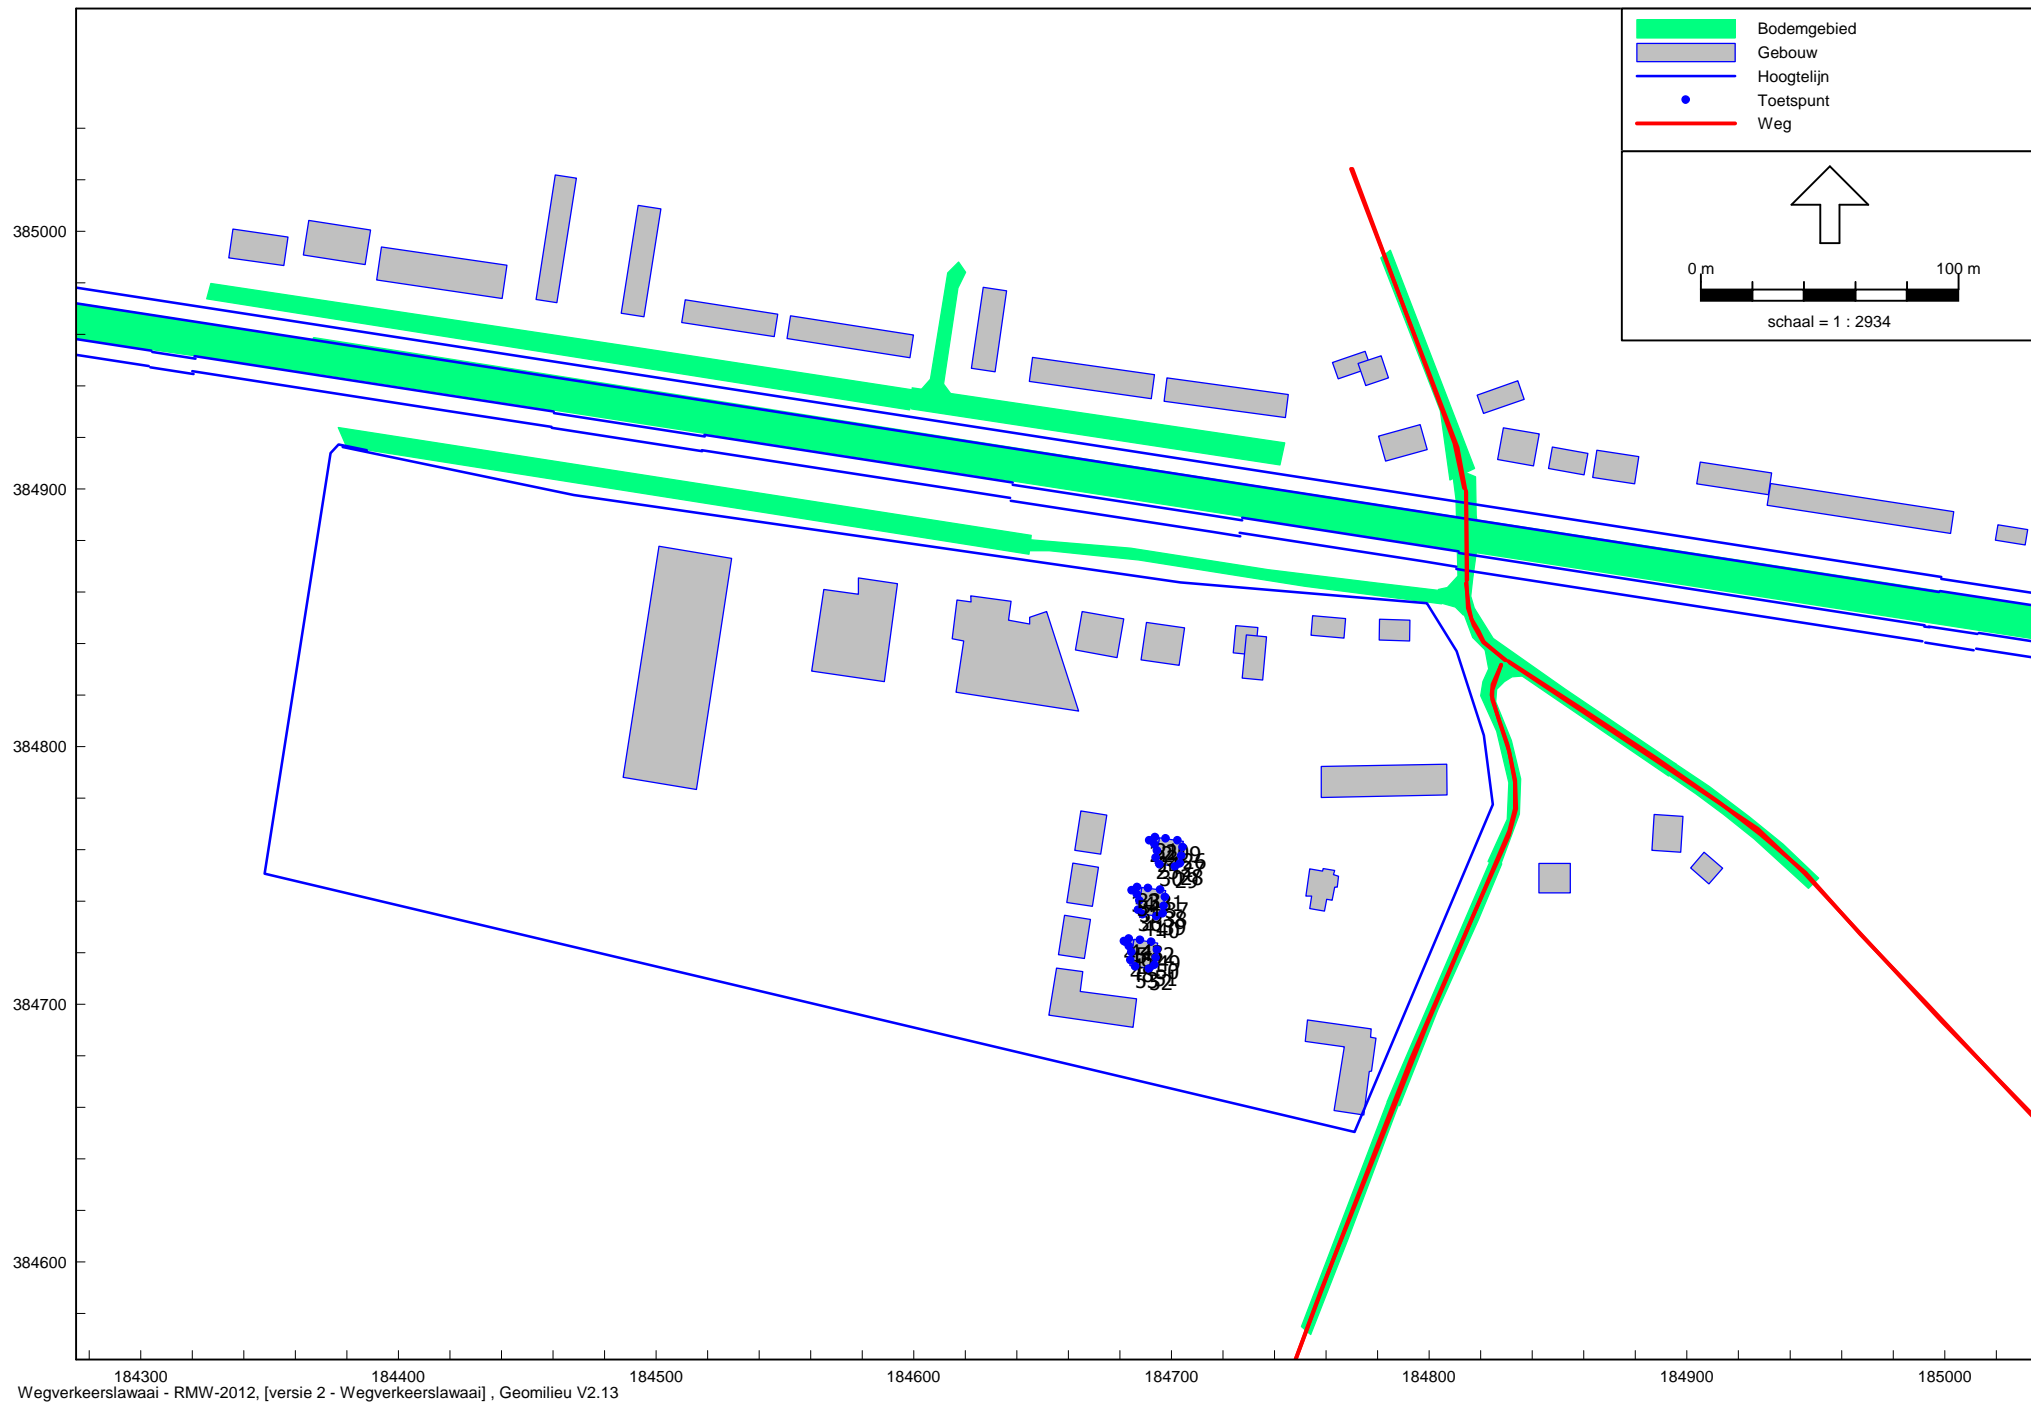 Bodemgebied
Gebouw
Hoogtelijn
Toetspunt
Weg
0 m 100 m
schaal = 1 : 2934
385000
384900
384800
384700
384600
184300 184400 184500 184600 184700 184800 184900 185000
Wegverkeerslawaai - RMW-2012, [versie 2 - Wegverkeerslawaai] , Geomilieu V2.13